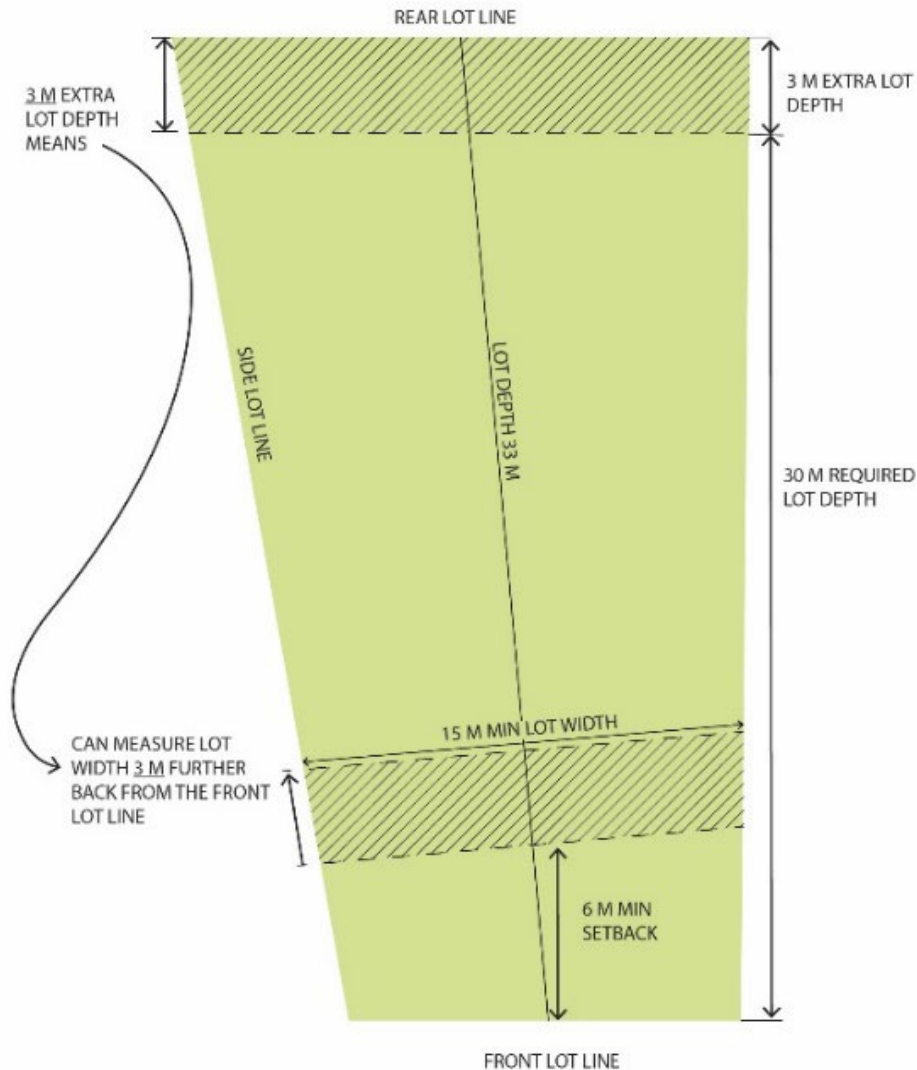 REAR LOT LINE
3 M EXTRA
LOT DEPTH
MEANS
3 M EXTRA LOT
DEPTH
SIDE LOT LINE
LOT DEPTH 33 M
30 M REQUIRED
LOT DEPTH
15 M MIN LOT WIDTH
CAN MEASURE LOT
WIDTH 3 M FURTHER
BACK FROM THE FRONT
LOT LINE
6 M MIN
SETBACK
FRONT LOT LINE